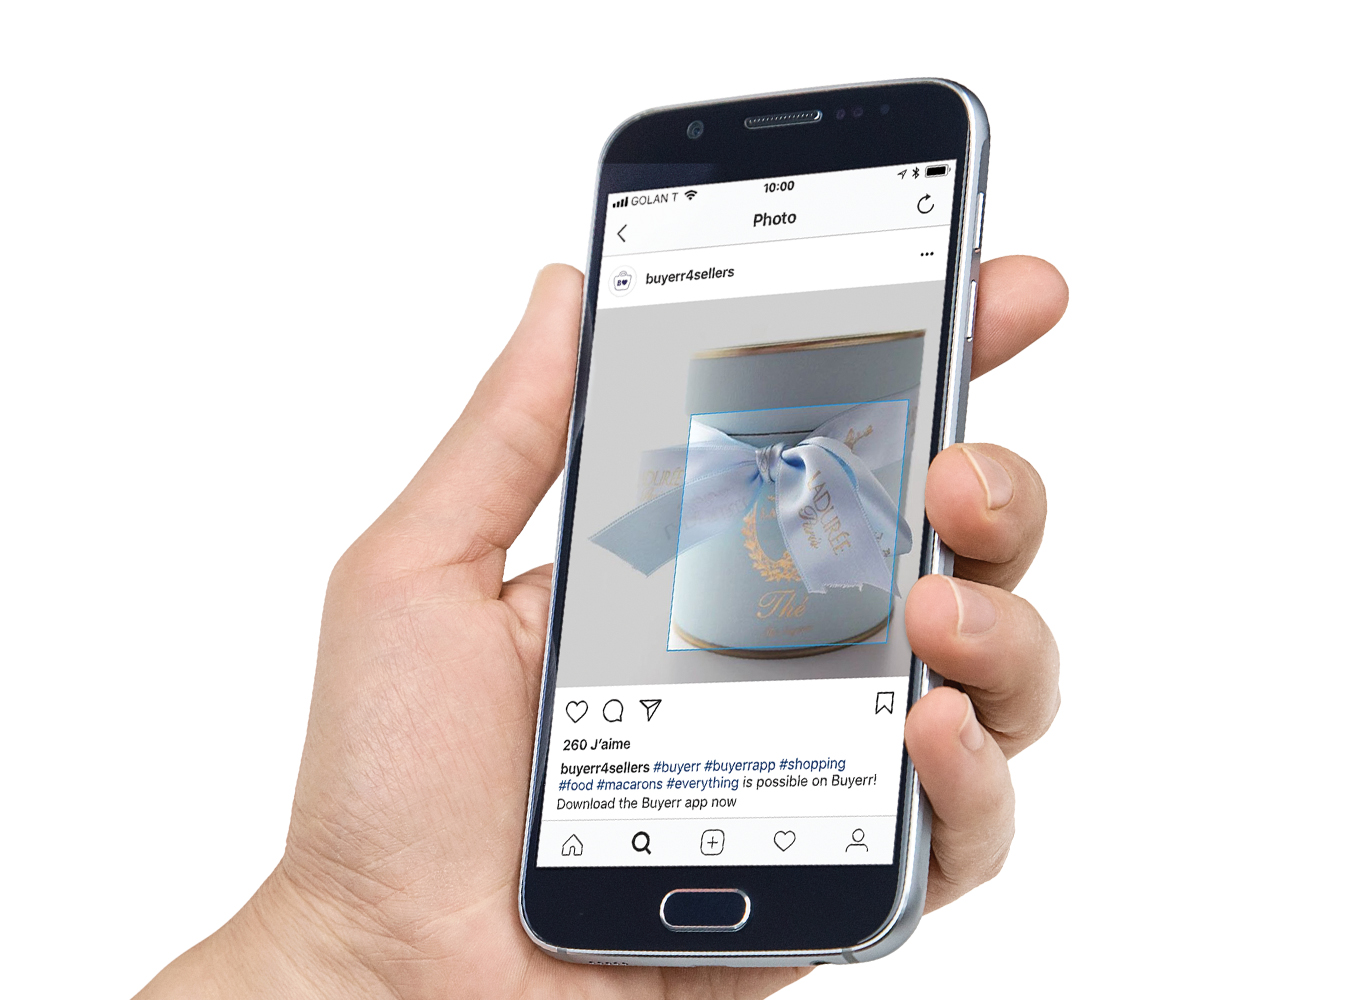 GOLAN T
10:00
Photo
buyerr4sellers
LADURÉE
Paris
Thé
260 J'aime
buyerr4sellers #buyerr #buyerrapp #shopping
#food #macarons #everything is possible on Buyerr!
Download the Buyerr app now